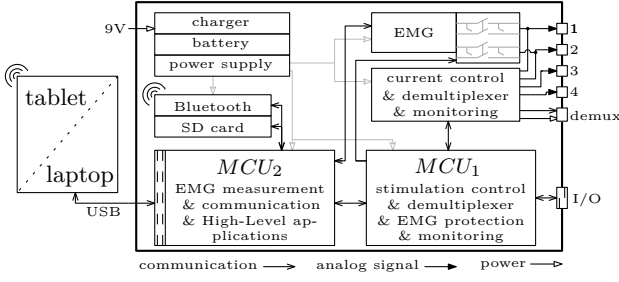 9V
charger
battery
power supply
EMG
1
2
3
4
demux
current control
& demultiplexer
& monitoring
tablet
laptop
Bluetooth
SD card
USB
MCU2
EMG measurement
& communication
& High-Level ap-
plications
MCU1
stimulation control
& demultiplexer
& EMG protection
& monitoring
I/O
communication
analog signal
power